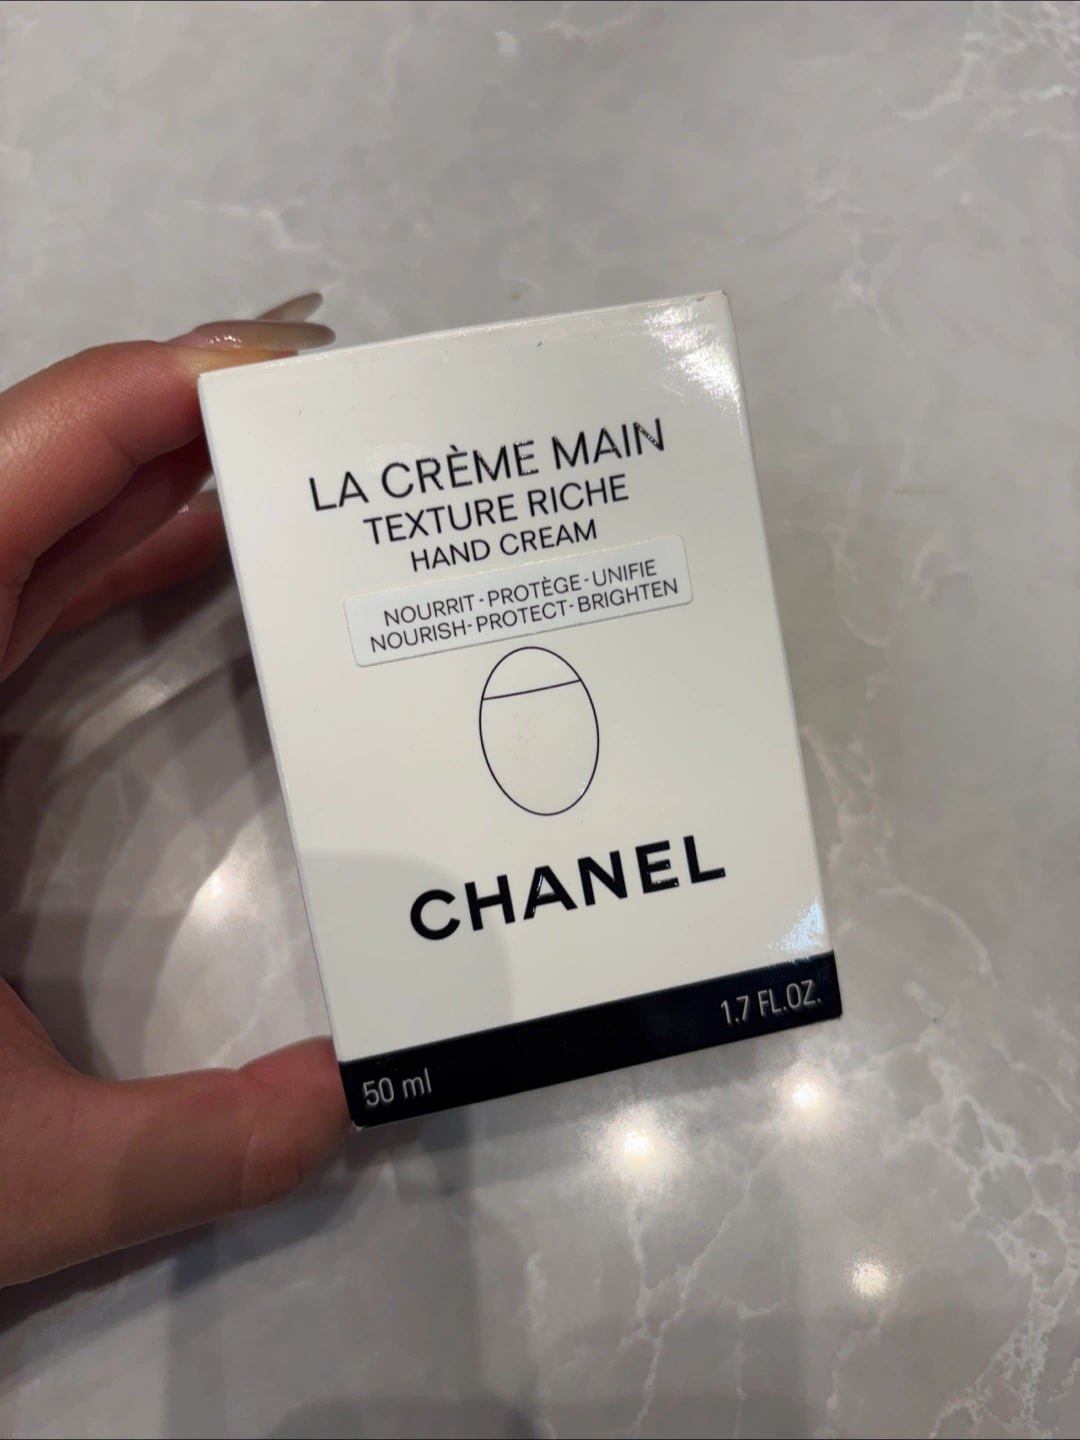 LA CRÈME MAIN
TEXTURE RICHE
HAND CREAM
NOURRIT-PROTÈGE-UNIFIE
NOURISH-PROTECT-BRIGHTEN
CHANEL
50 ml
1.7 FL.OZ.